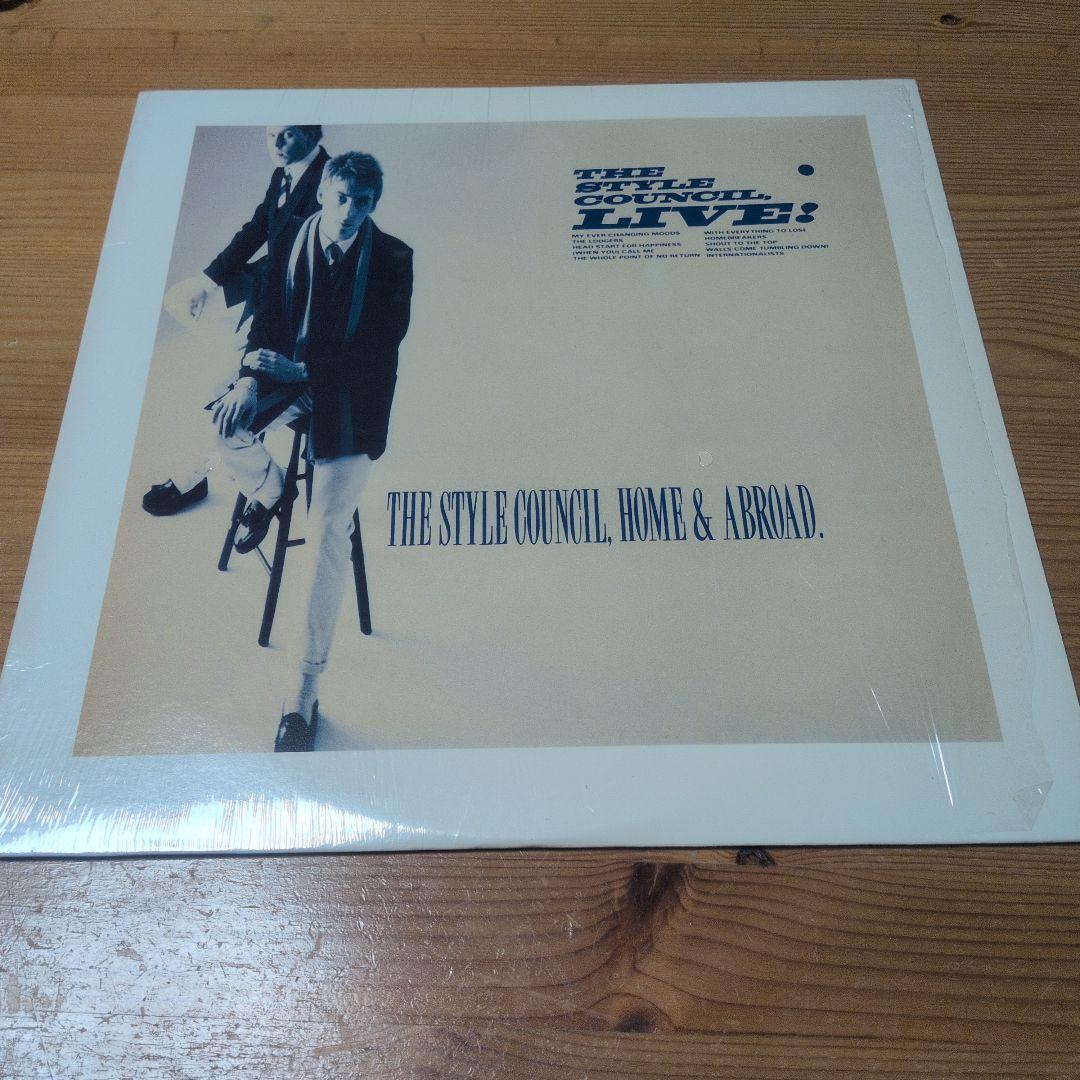 THE
STYLE
COUNCIL,
LIVE!
MY EVER CHANGING MOODS
THE LODGERS
HEAD START FOR HAPPINESS
(WHEN YOU) CALL ME
THE WHOLE POINT OF NO RETURN
WITH EVERYTHING TO LOSE
HOMEBREAKERS
SHOUT TO THE TOP
WALLS COME TUMBLING DOWN!
INTERNATIONALISTS
THE STYLE COUNCIL, HOME & ABROAD.